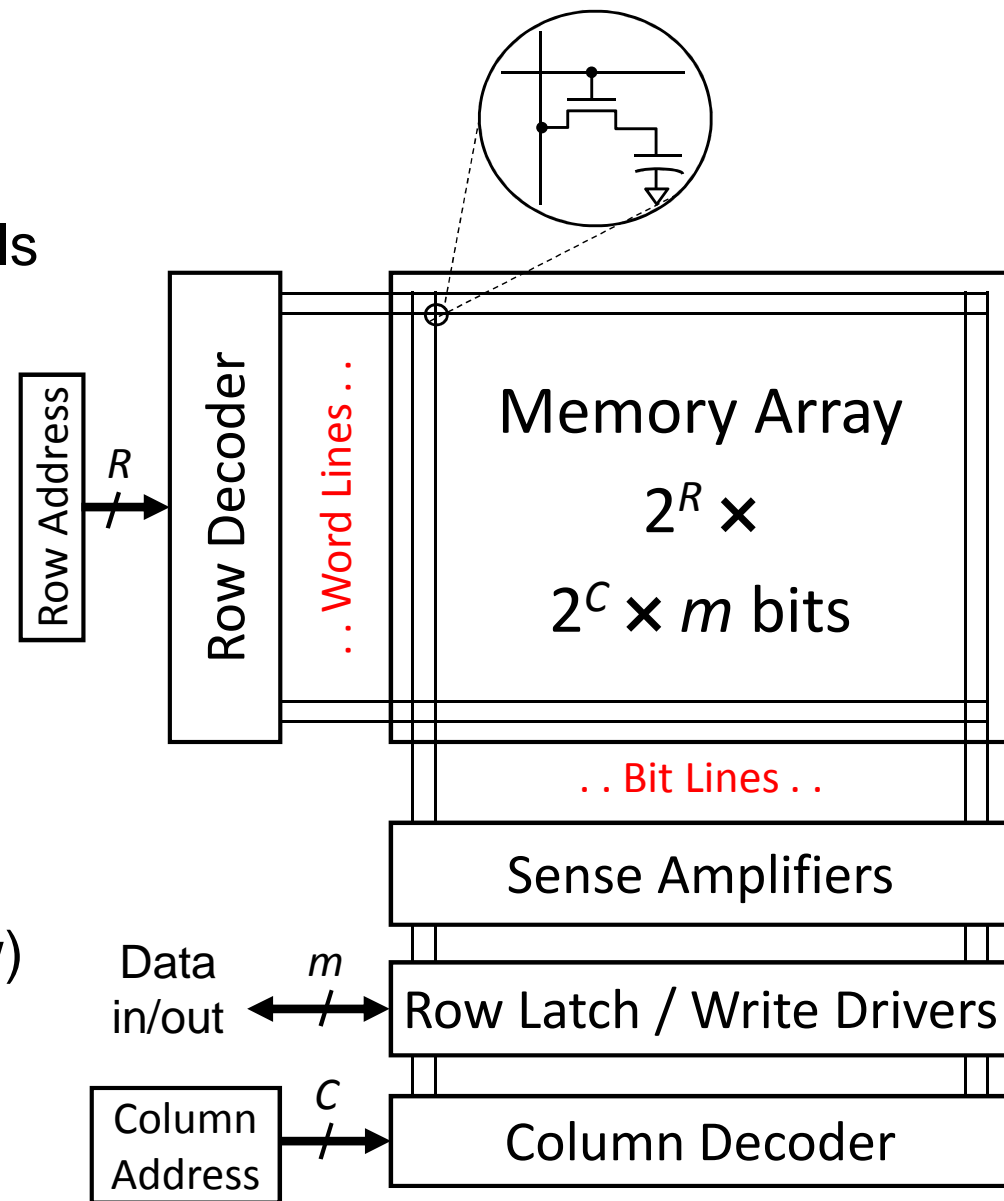 ls
Row Address
R
Row Decoder
. . Word Lines . .
Memory Array
2^R ×
2^C × m bits
. . Bit Lines . .
Sense Amplifiers
)
Data
in/out
m
Row Latch / Write Drivers
Column
Address
C
Column Decoder